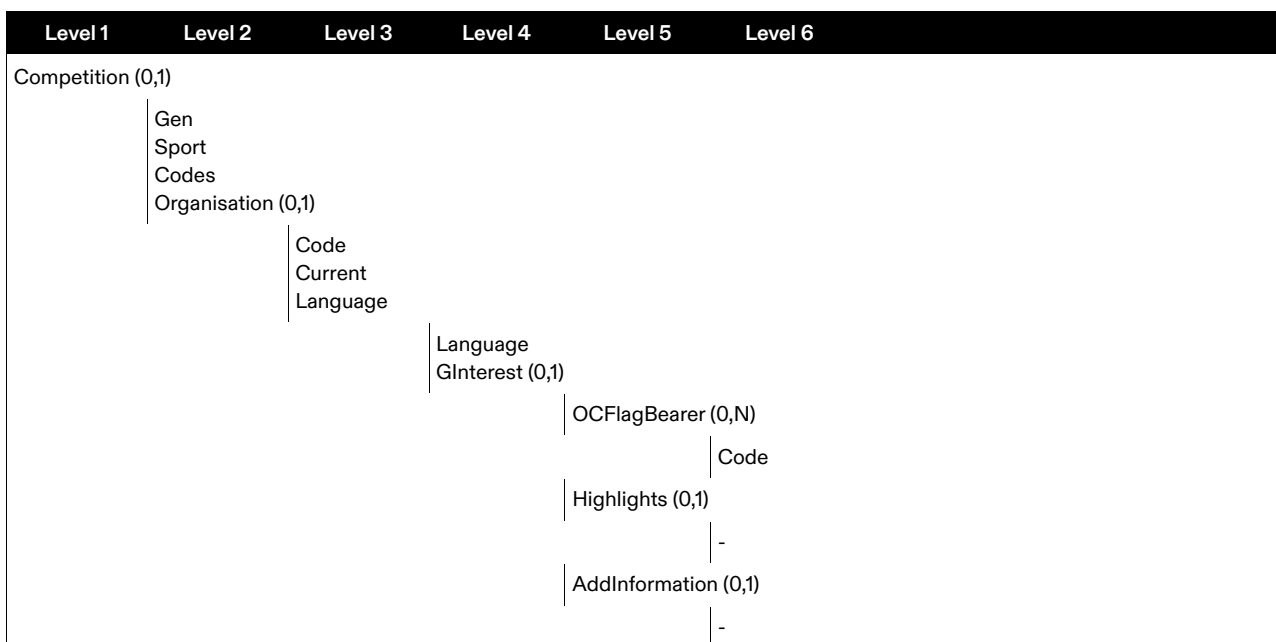 Level 1 Level 2 Level 3 Level 4 Level 5 Level 6
Competition (0,1)
Gen
Sport
Codes
Organisation (0,1)
Code
Current
Language
Language
GInterest (0,1)
OCFlagBearer (0,N)
Code
Highlights (0,1)
-
AddInformation (0,1)
-